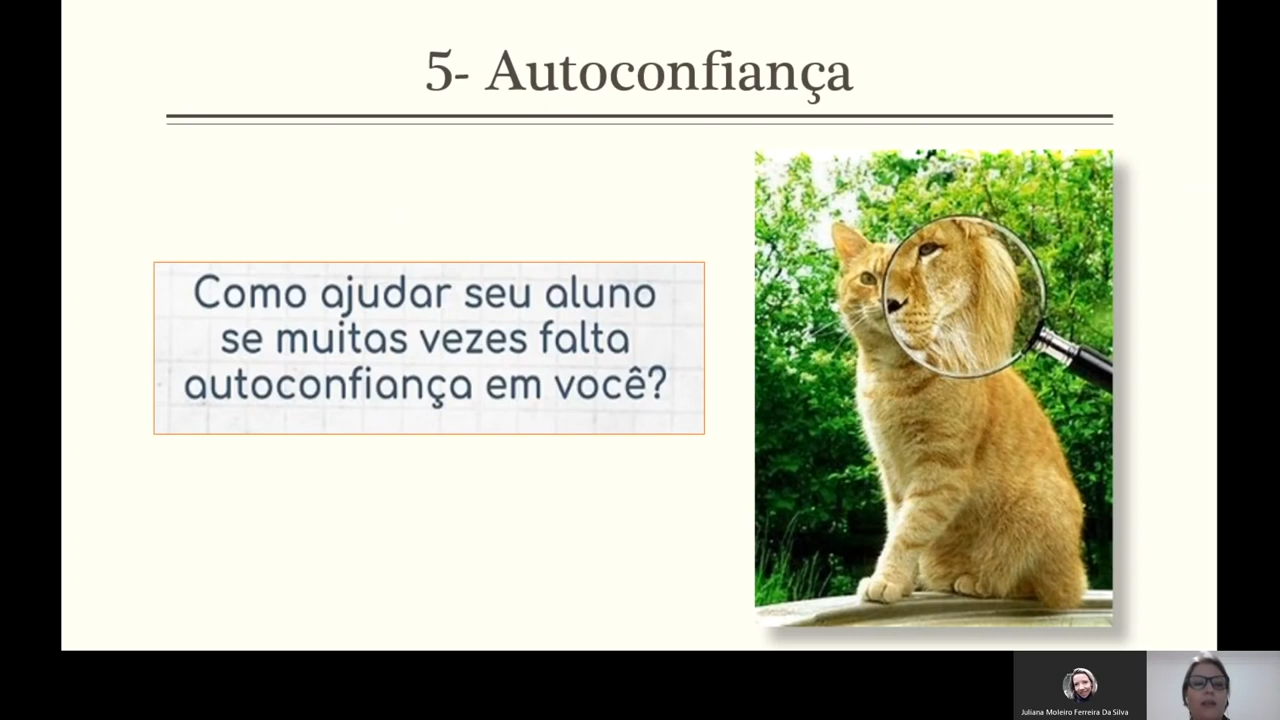 5- Autoconfiança
Como ajudar seu aluno
se muitas vezes falta
autoconfiança em você?
Juliana Moleiro Ferreira Da Silva